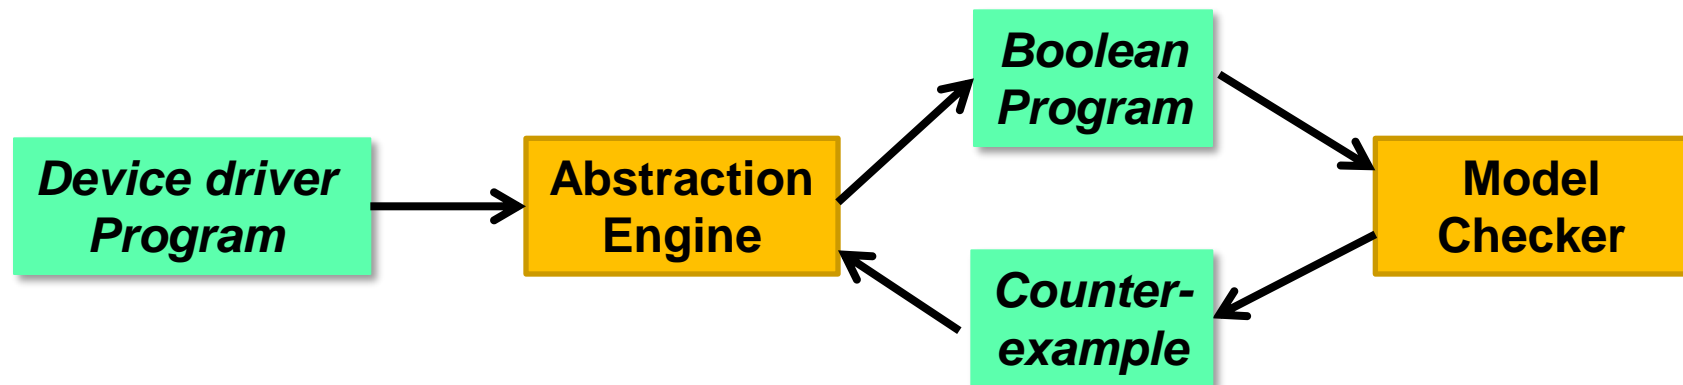 Device driver
Program
Abstraction
Engine
Boolean
Program
Model
Checker
Counter-
example